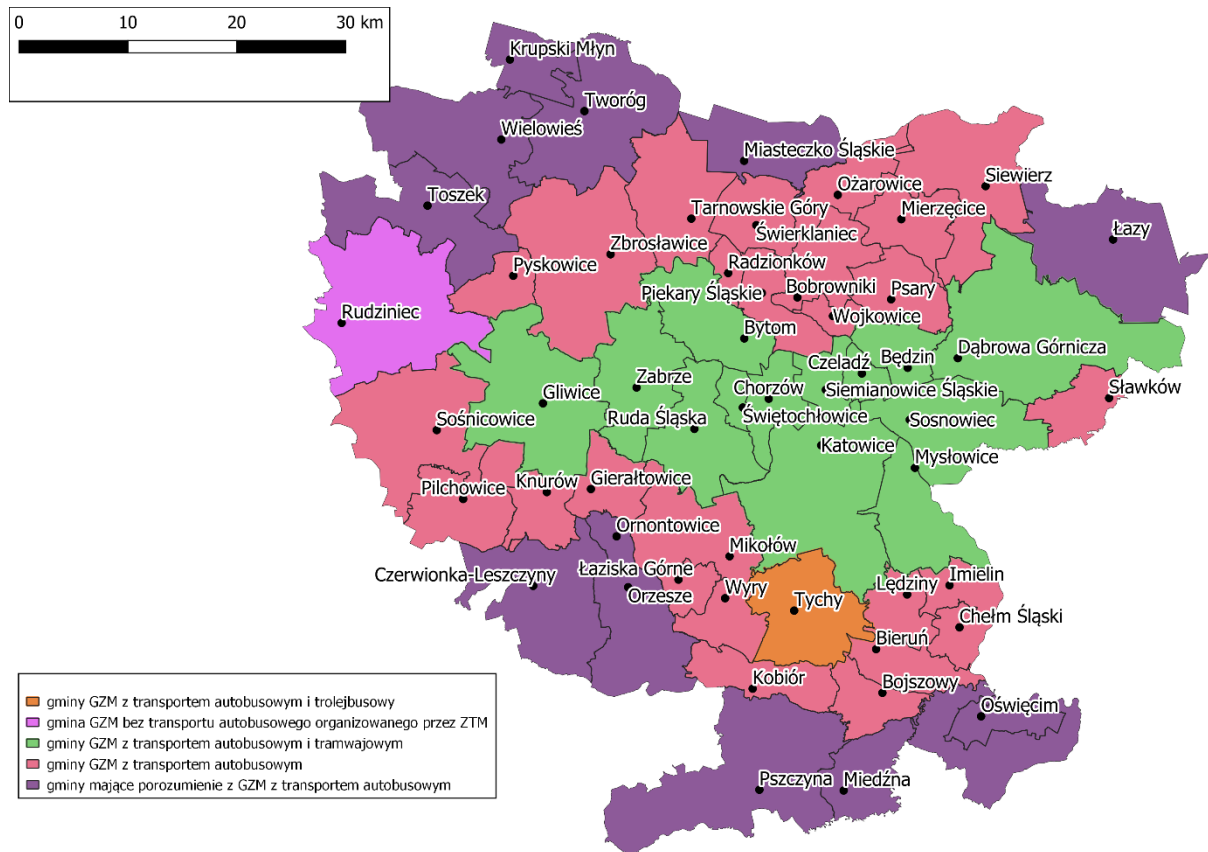 0 10 20 30 km
Krupski Młyn
Tworóg
Wielowieś
Miasteczko Śląskie
Siewierz
Ożarowice
Toszek
Mierzęcice
Tarnowskie Góry
Łazy
Świerklaniec
Zbrosławice
Radzionków
Pyskowice
Bobrowniki
Psary
Piekary Śląskie
Rudziniec
Wojkowice
Bytom
Dąbrowa Górnicza
Czeladź
Będzin
Zabrze
Chorzów
Siemianowice Śląskie
Sławków
Gliwice
Świętochłowice
Sośnicowice
Ruda Śląska
Sosnowiec
Katowice
Mysłowice
Knurów
Gierałtowice
Pilchowice
Ornontowice
Mikołów
Czerwionka-Leszczyny
Łaziska Górne
Lędziny
Imielin
Orzesze
Wyry
Tychy
Chełm Śląski
Bieruń
Kobiór
Bojszowy
Oświęcim
Pszczyna
Miedźna
gminy GZM z transportem autobusowym i trolejbusowy
gmina GZM bez transportu autobusowego organizowanego przez ZTM
gminy GZM z transportem autobusowym i tramwajowym
gminy GZM z transportem autobusowym
gminy mające porozumienie z GZM z transportem autobusowym